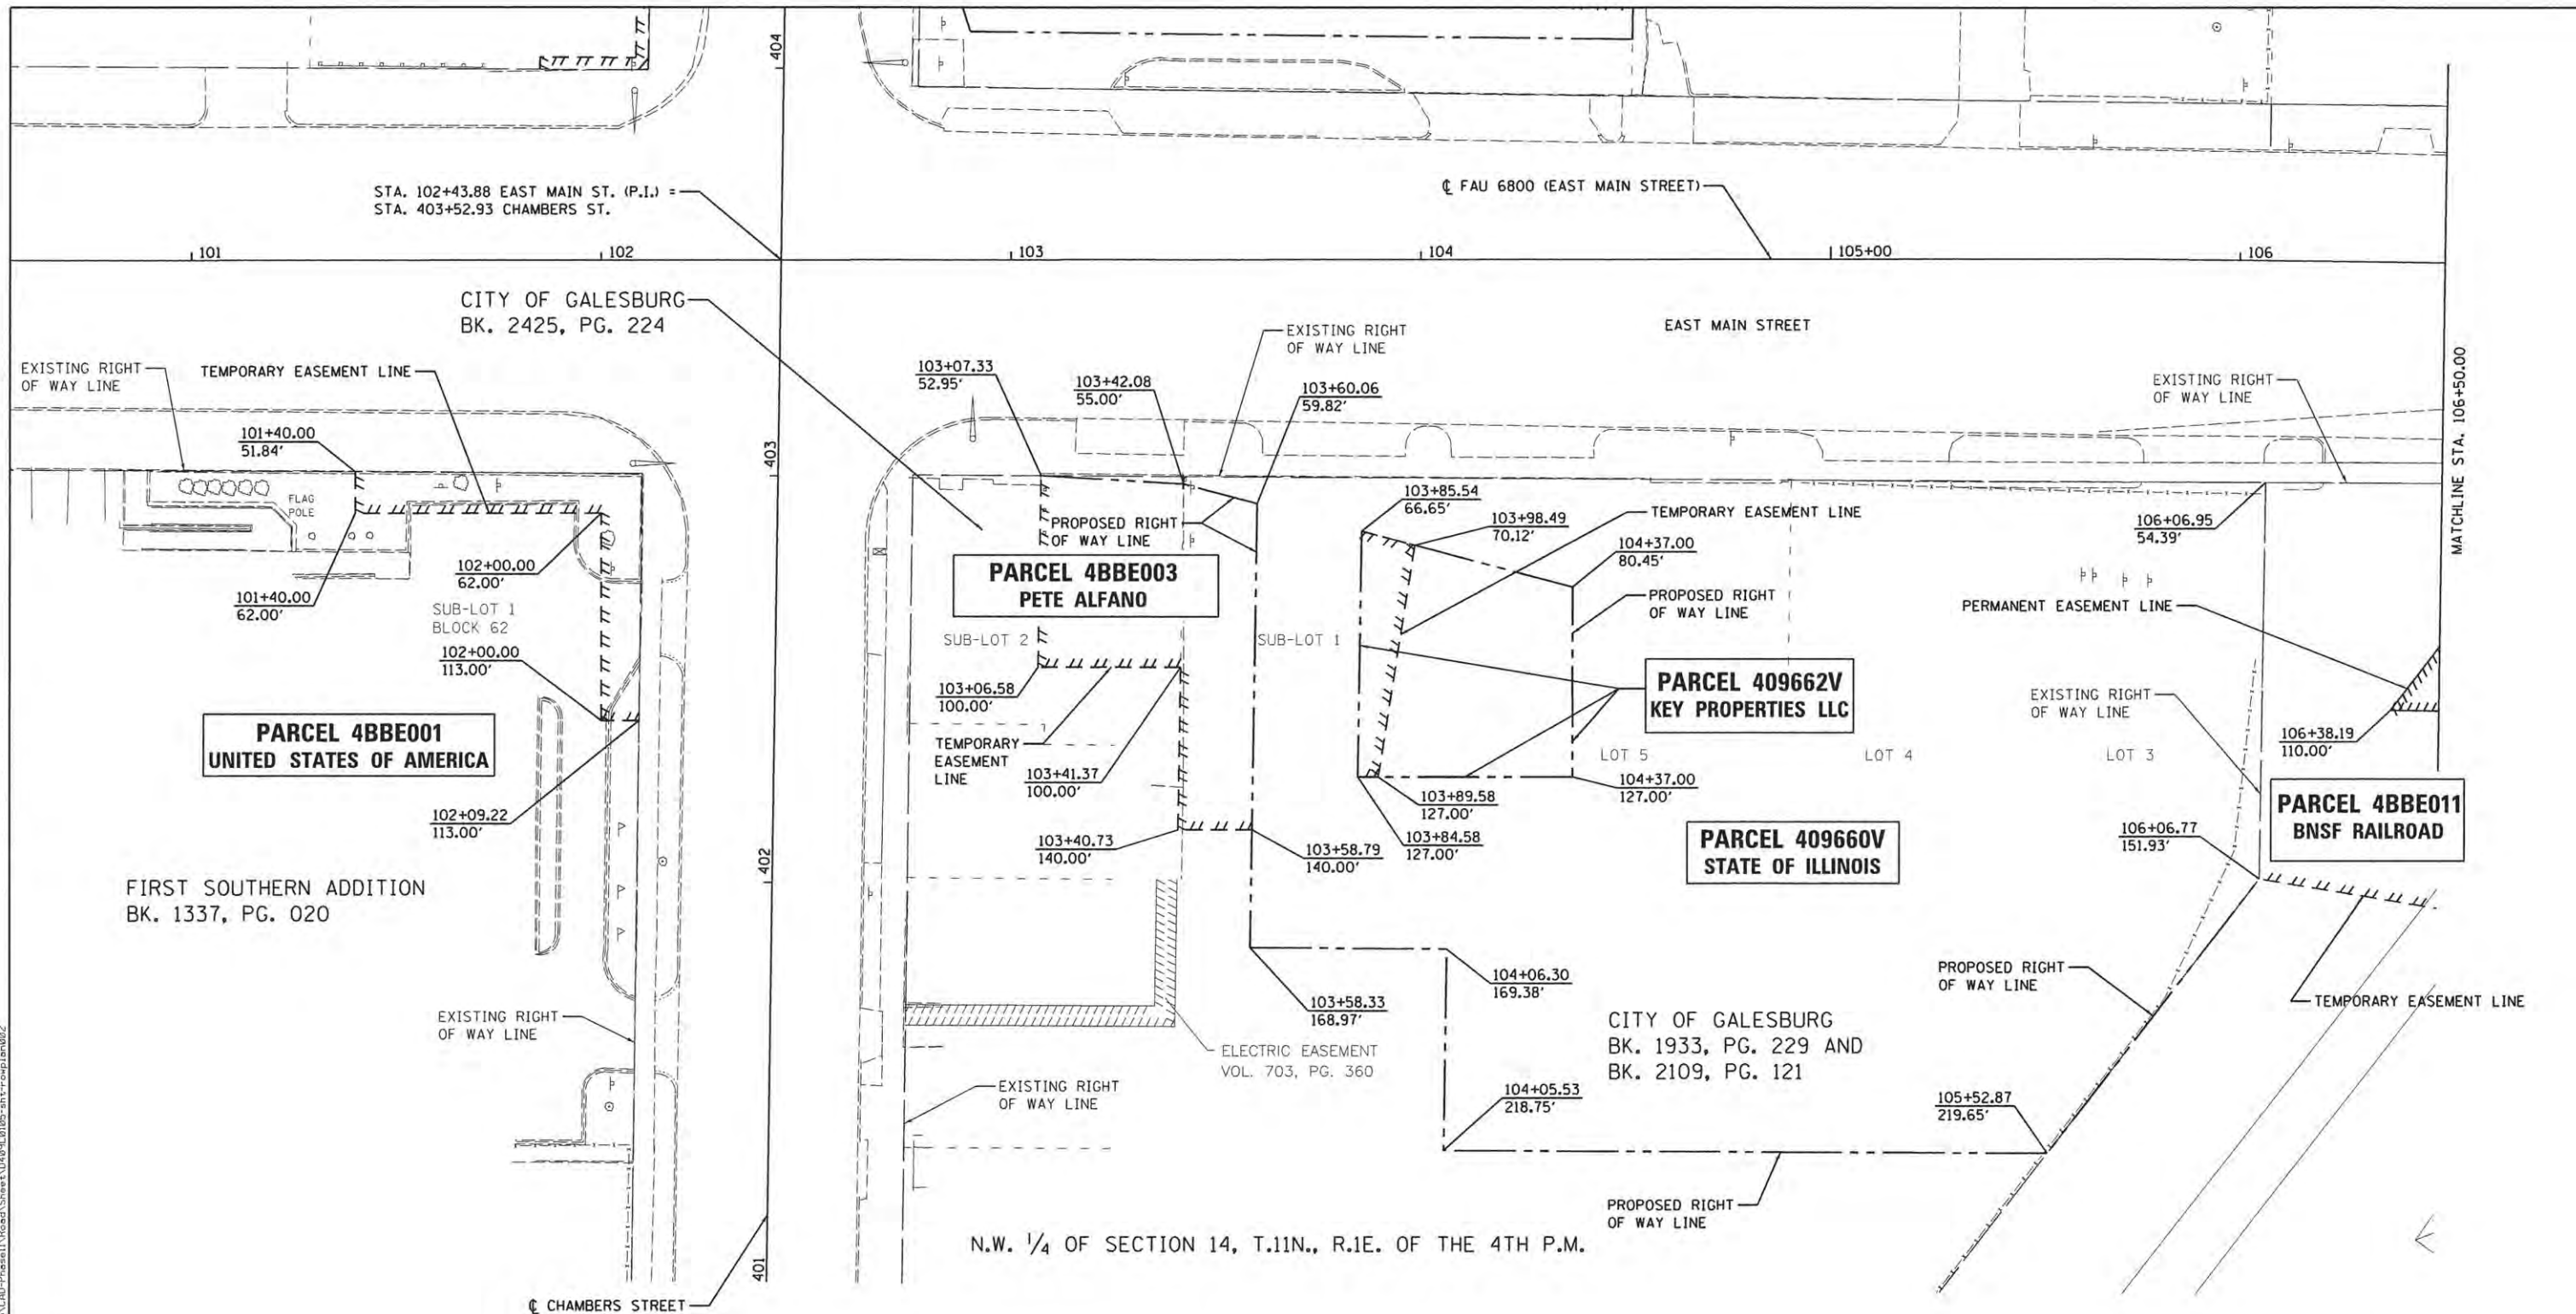 404
STA. 102+43.88 EAST MAIN ST. (P.I.) =
STA. 403+52.93 CHAMBERS ST.
℄ FAU 6800 (EAST MAIN STREET)
101
102
103
104
105+00
106
CITY OF GALESBURG
BK. 2425, PG. 224
EAST MAIN STREET
EXISTING RIGHT
OF WAY LINE
TEMPORARY EASEMENT LINE
EXISTING RIGHT
OF WAY LINE
EXISTING RIGHT
OF WAY LINE
MATCHLINE STA. 106+50.00
103+07.33
52.95'
103+42.08
55.00'
103+60.06
59.82'
101+40.00
51.84'
403
FLAG
POLE
103+85.54
66.65'
103+98.49
70.12'
TEMPORARY EASEMENT LINE
106+06.95
54.39'
PROPOSED RIGHT
OF WAY LINE
104+37.00
80.45'
102+00.00
62.00'
101+40.00
62.00'
PARCEL 4BBE003
PETE ALFANO
PROPOSED RIGHT
OF WAY LINE
PERMANENT EASEMENT LINE
SUB-LOT 1
BLOCK 62
SUB-LOT 2
SUB-LOT 1
102+00.00
113.00'
103+06.58
100.00'
PARCEL 409662V
KEY PROPERTIES LLC
EXISTING RIGHT
OF WAY LINE
PARCEL 4BBE001
UNITED STATES OF AMERICA
TEMPORARY
EASEMENT
LINE
106+38.19
110.00'
LOT 5
LOT 4
LOT 3
103+41.37
100.00'
104+37.00
127.00'
103+89.58
127.00'
PARCEL 4BBE011
BNSF RAILROAD
102+09.22
113.00'
103+40.73
140.00'
103+58.79
140.00'
103+84.58
127.00'
PARCEL 409660V
STATE OF ILLINOIS
106+06.77
151.93'
402
FIRST SOUTHERN ADDITION
BK. 1337, PG. 020
104+06.30
169.38'
PROPOSED RIGHT
OF WAY LINE
103+58.33
168.97'
TEMPORARY EASEMENT LINE
EXISTING RIGHT
OF WAY LINE
CITY OF GALESBURG
BK. 1933, PG. 229 AND
BK. 2109, PG. 121
ELECTRIC EASEMENT
VOL. 703, PG. 360
EXISTING RIGHT
OF WAY LINE
104+05.53
218.75'
105+52.87
219.65'
PROPOSED RIGHT
OF WAY LINE
N.W. 1/4 OF SECTION 14, T.11N., R.1E. OF THE 4TH P.M.
401
℄ CHAMBERS STREET